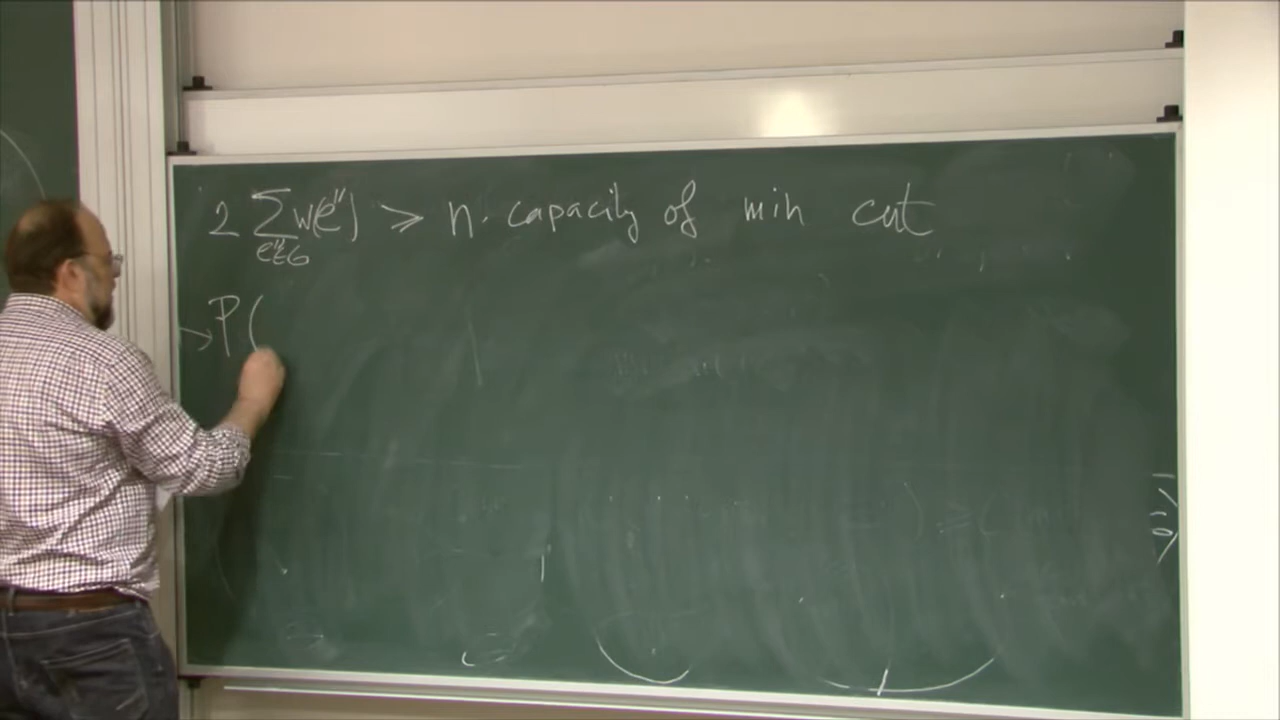 2 ∑ w(e'') ⩾ n · capacity of min cut
e''∈G
→ P(